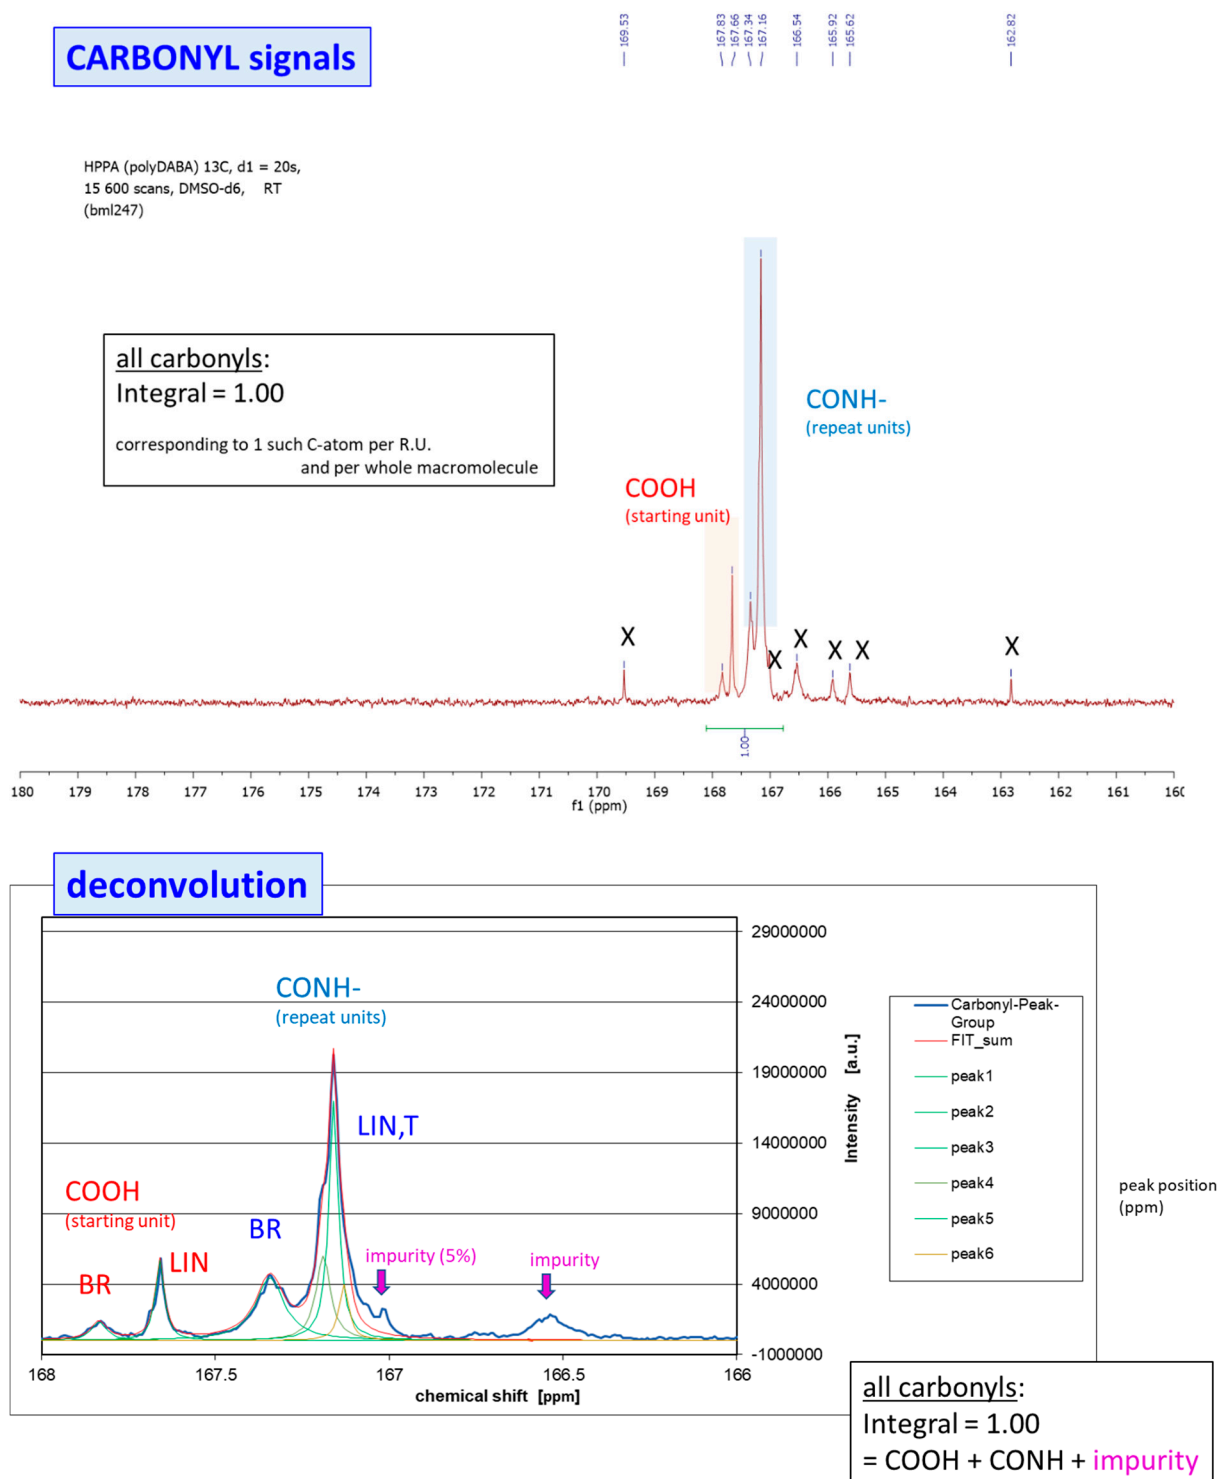 CARBONYL signals
169.53
167.83
167.66
167.34
167.16
166.54
165.92
165.62
162.82
HPPA (polyDABA) 13C, d1 = 20s,
15 600 scans, DMSO-d6, RT
(bml247)
all carbonyls:
Integral = 1.00
corresponding to 1 such C-atom per R.U.
and per whole macromolecule
CONH-
(repeat units)
COOH
(starting unit)
X
X
X
X
X
X
1.00
180 179 178 177 176 175 174 173 172 171 170 169 168 167 166 165 164 163 162 161 160
f1 (ppm)
deconvolution
29000000
24000000
19000000
14000000
9000000
4000000
-1000000
Intensity [a.u.]
CONH-
(repeat units)
LIN,T
COOH
(starting unit)
BR
LIN
BR
impurity (5%)
impurity
168 167.5 167 166.5 166
chemical shift [ppm]
Carbonyl-Peak-
Group
FIT_sum
peak1
peak2
peak3
peak4
peak5
peak6
peak position
(ppm)
all carbonyls:
Integral = 1.00
= COOH + CONH + impurity